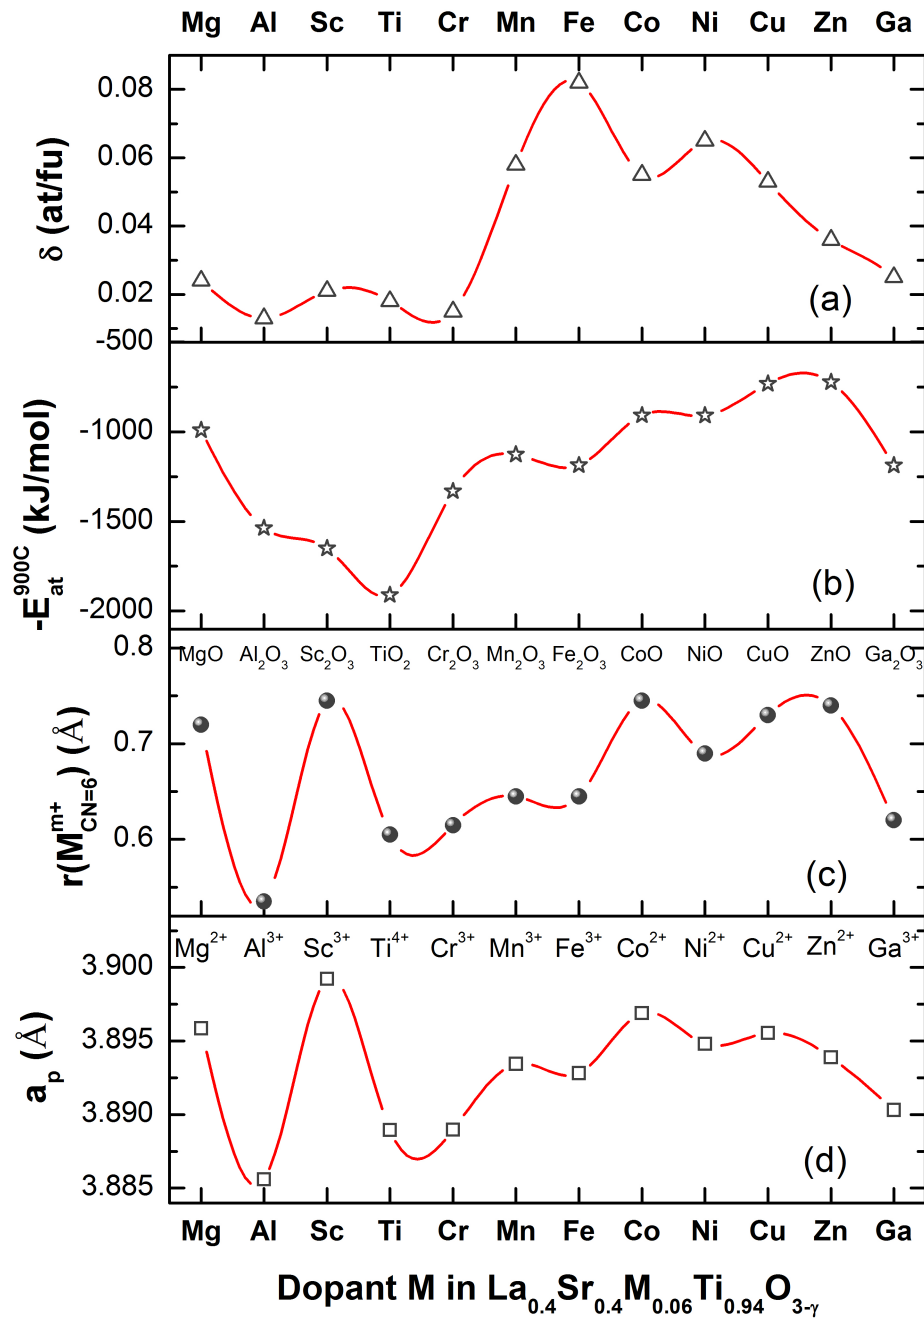 Mg Al Sc Ti Cr Mn Fe Co Ni Cu Zn Ga
0.08
0.06
0.04
0.02
δ (at/fu)
(a)
-500
-1000
-1500
-2000
-E_at^900C (kJ/mol)
(b)
0.8
0.7
0.6
r(M^m+_CN=6) (Å)
MgO Al₂O₃ Sc₂O₃ TiO₂ Cr₂O₃ Mn₂O₃ Fe₂O₃ CoO NiO CuO ZnO Ga₂O₃
(c)
Mg²⁺ Al³⁺ Sc³⁺ Ti⁴⁺ Cr³⁺ Mn³⁺ Fe³⁺ Co²⁺ Ni²⁺ Cu²⁺ Zn²⁺ Ga³⁺
3.900
3.895
3.890
3.885
a_p (Å)
(d)
Mg Al Sc Ti Cr Mn Fe Co Ni Cu Zn Ga
Dopant M in La₀.₄Sr₀.₄M₀.₀₆Ti₀.₉₄O₃₋ᵧ